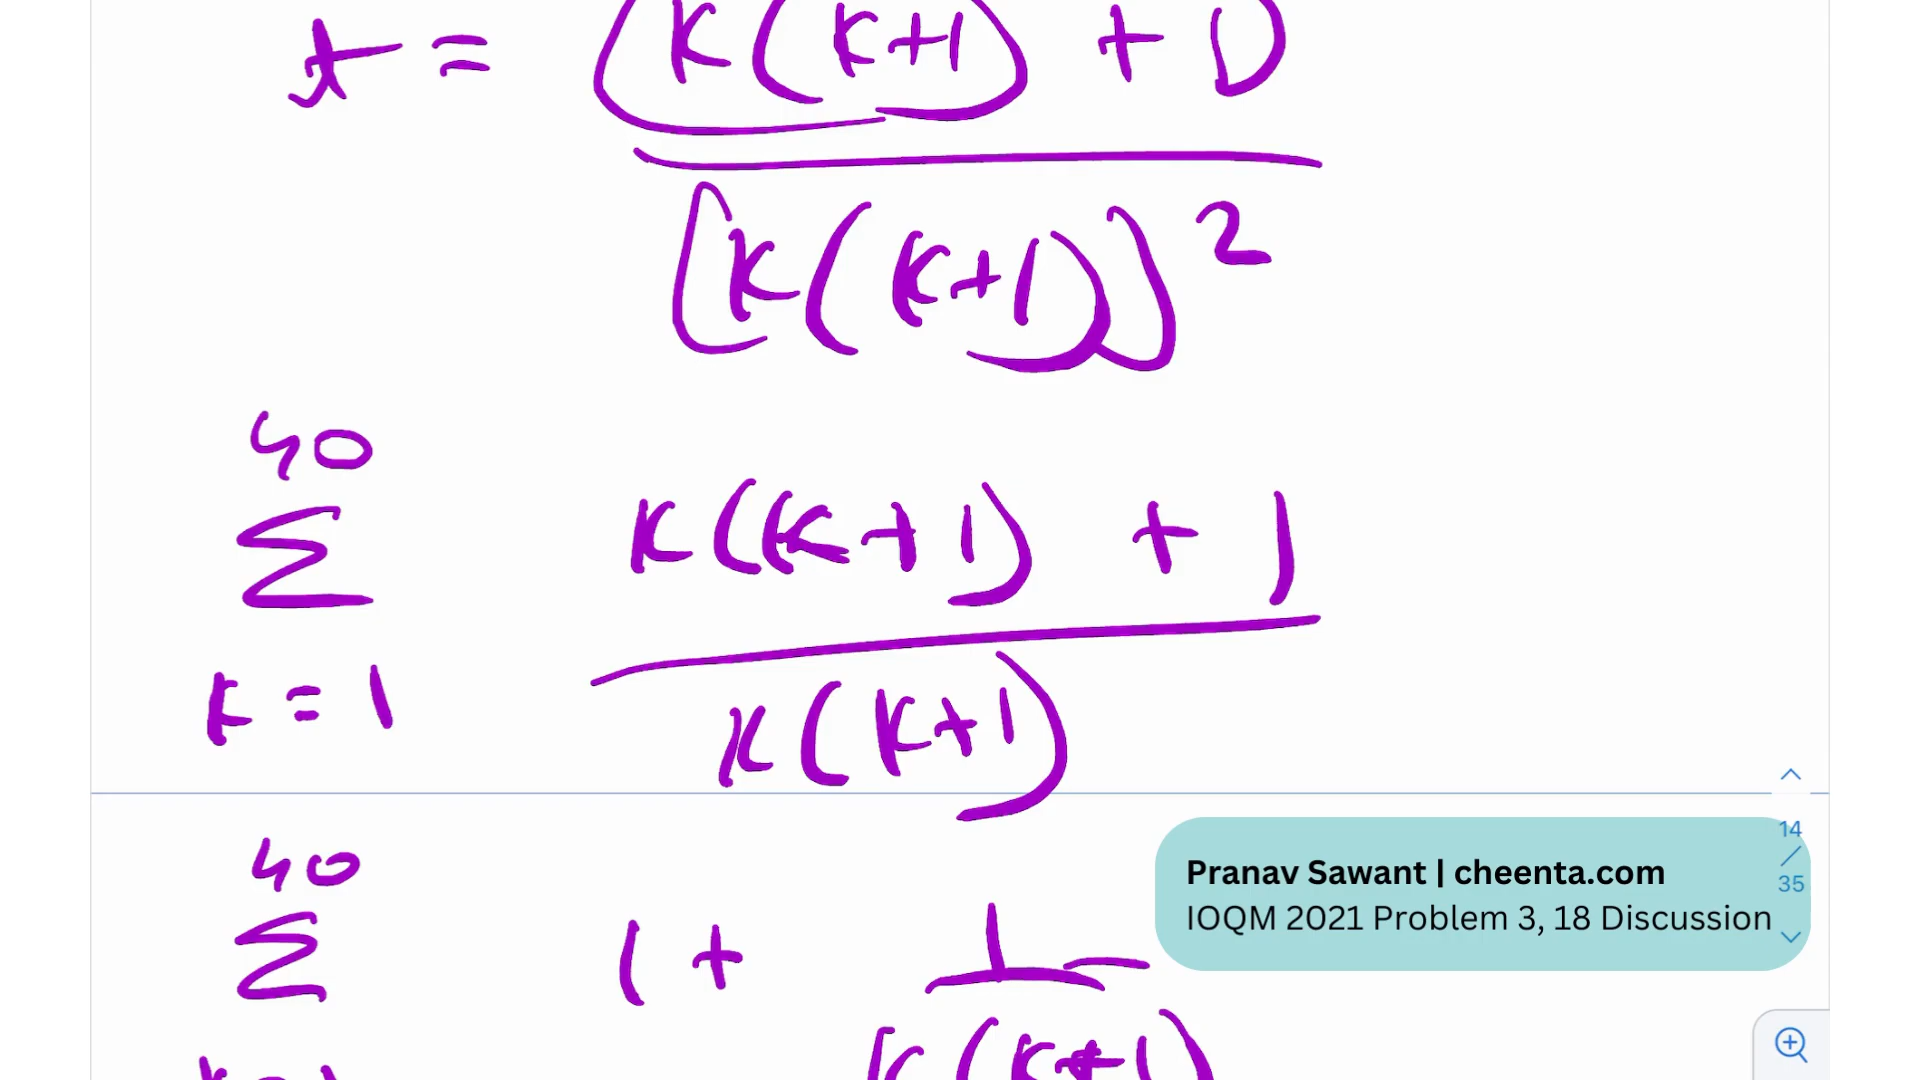 t = (k(k+1) + 1)
[k(k+1)]²
40
Σ k(k+1) + 1
k = 1 k(k+1)
40
Σ 1 + 1
k(k+1)
14
/
35
Pranav Sawant | cheenta.com
IOQM 2021 Problem 3, 18 Discussion